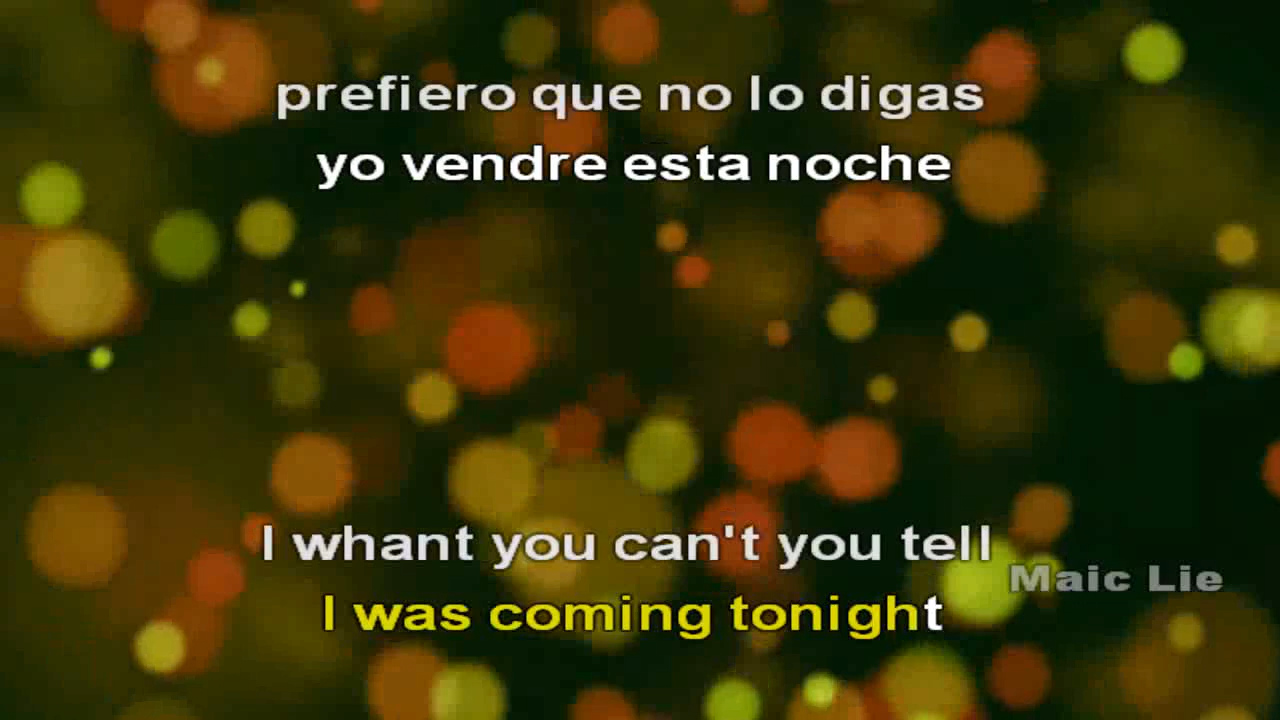 prefiero que no lo digas
yo vendre esta noche
I whant you can't you tell
I was coming tonight
Maic Lie